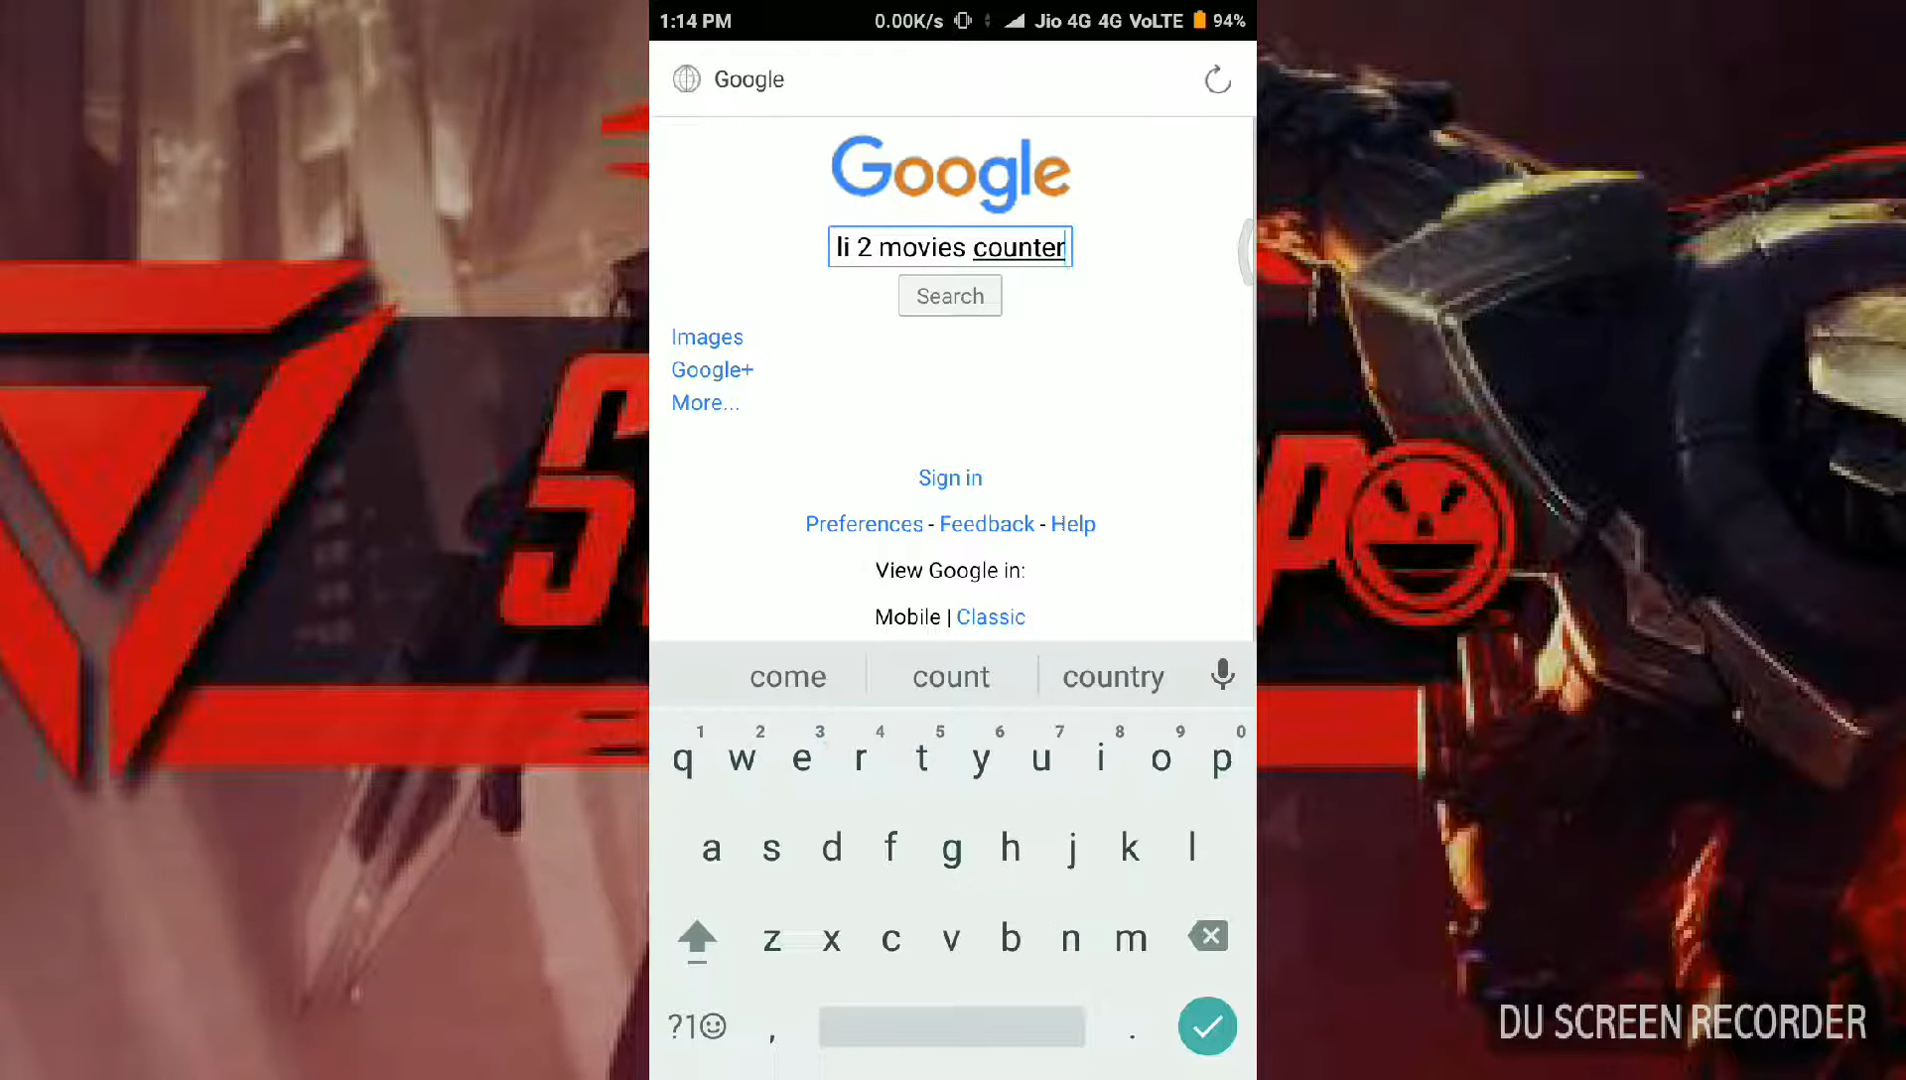 1:14 PM 0.00K/s Jio 4G 4G VoLTE 94%
Google
Google
li 2 movies counter
Search
Images
Google+
More...
Sign in
Preferences - Feedback - Help
View Google in:
Mobile | Classic
come count country
1 2 3 4 5 6 7 8 9 0
q w e r t y u i o p
a s d f g h j k l
z x c v b n m
?1 , .
DU SCREEN RECORDER